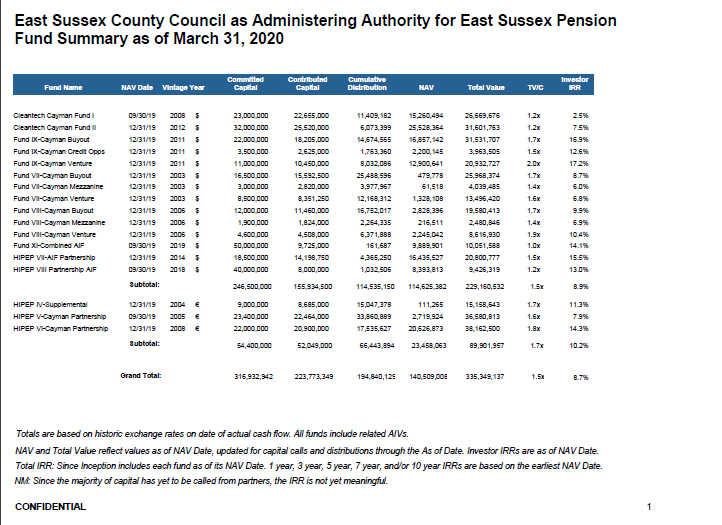 East Sussex County Council as Administering Authority for East Sussex Pension
Fund Summary as of March 31, 2020
Fund Name NAV Date Vintage Year Committed Capital Contributed Capital Cumulative Distribution NAV Total Value TV/C Investor IRR
Cleantech Cayman Fund I 09/30/19 2008 $ 23,000,000 22,655,000 11,409,182 15,260,494 26,669,676 1.2x 2.5%
Cleantech Cayman Fund II 12/31/19 2012 $ 32,000,000 25,520,000 6,073,399 25,528,364 31,601,763 1.2x 7.5%
Fund IX-Cayman Buyout 12/31/19 2011 $ 22,000,000 18,205,000 14,674,565 16,857,142 31,531,707 1.7x 16.9%
Fund IX-Cayman Credit Opps 12/31/19 2011 $ 3,500,000 2,625,000 1,763,360 2,200,145 3,963,505 1.5x 12.6%
Fund IX-Cayman Venture 12/31/19 2011 $ 11,000,000 10,450,000 8,032,086 12,900,641 20,932,727 2.0x 17.2%
Fund VII-Cayman Buyout 12/31/19 2003 $ 16,500,000 15,592,500 25,488,596 479,778 25,968,374 1.7x 8.7%
Fund VII-Cayman Mezzanine 12/31/19 2003 $ 3,000,000 2,820,000 3,977,967 61,518 4,039,485 1.4x 6.0%
Fund VII-Cayman Venture 12/31/19 2003 $ 8,500,000 8,351,250 12,168,312 1,328,108 13,496,420 1.6x 6.8%
Fund VIII-Cayman Buyout 12/31/19 2006 $ 12,000,000 11,460,000 16,752,017 2,828,396 19,580,413 1.7x 9.9%
Fund VIII-Cayman Mezzanine 12/31/19 2006 $ 1,900,000 1,824,000 2,264,335 216,511 2,480,846 1.4x 6.9%
Fund VIII-Cayman Venture 12/31/19 2006 $ 4,600,000 4,508,000 6,371,888 2,245,042 8,616,930 1.9x 10.4%
Fund XI-Combined AIF 09/30/19 2019 $ 50,000,000 9,725,000 161,687 9,889,901 10,051,588 1.0x 14.1%
HIPEP VII-AIF Partnership 12/31/19 2014 $ 18,500,000 14,198,750 4,365,250 16,435,527 20,800,777 1.5x 15.5%
HIPEP VIII Partnership AIF 09/30/19 2018 $ 40,000,000 8,000,000 1,032,506 8,393,813 9,426,319 1.2x 13.0%
Subtotal: 246,500,000 155,934,500 114,535,150 114,625,382 229,160,532 1.5x 8.9%
HIPEP IV-Supplemental 12/31/19 2004 € 9,000,000 8,685,000 15,047,378 111,265 15,158,643 1.7x 11.3%
HIPEP V-Cayman Partnership 09/30/19 2005 € 23,400,000 22,464,000 33,860,889 2,719,924 36,580,813 1.6x 7.9%
HIPEP VI-Cayman Partnership 12/31/19 2008 € 22,000,000 20,900,000 17,535,627 20,626,873 38,162,500 1.8x 14.3%
Subtotal: 54,400,000 52,049,000 66,443,894 23,458,063 89,901,957 1.7x 10.2%
Grand Total: 316,932,942 223,773,349 194,840,129 140,509,008 335,349,137 1.5x 8.7%
Totals are based on historic exchange rates on date of actual cash flow. All funds include related AIVs.
NAV and Total Value reflect values as of NAV Date, updated for capital calls and distributions through the As of Date. Investor IRRs are as of NAV Date.
Total IRR: Since Inception includes each fund as of its NAV Date. 1 year, 3 year, 5 year, 7 year, and/or 10 year IRRs are based on the earliest NAV Date.
NM: Since the majority of capital has yet to be called from partners, the IRR is not yet meaningful.
CONFIDENTIAL 1